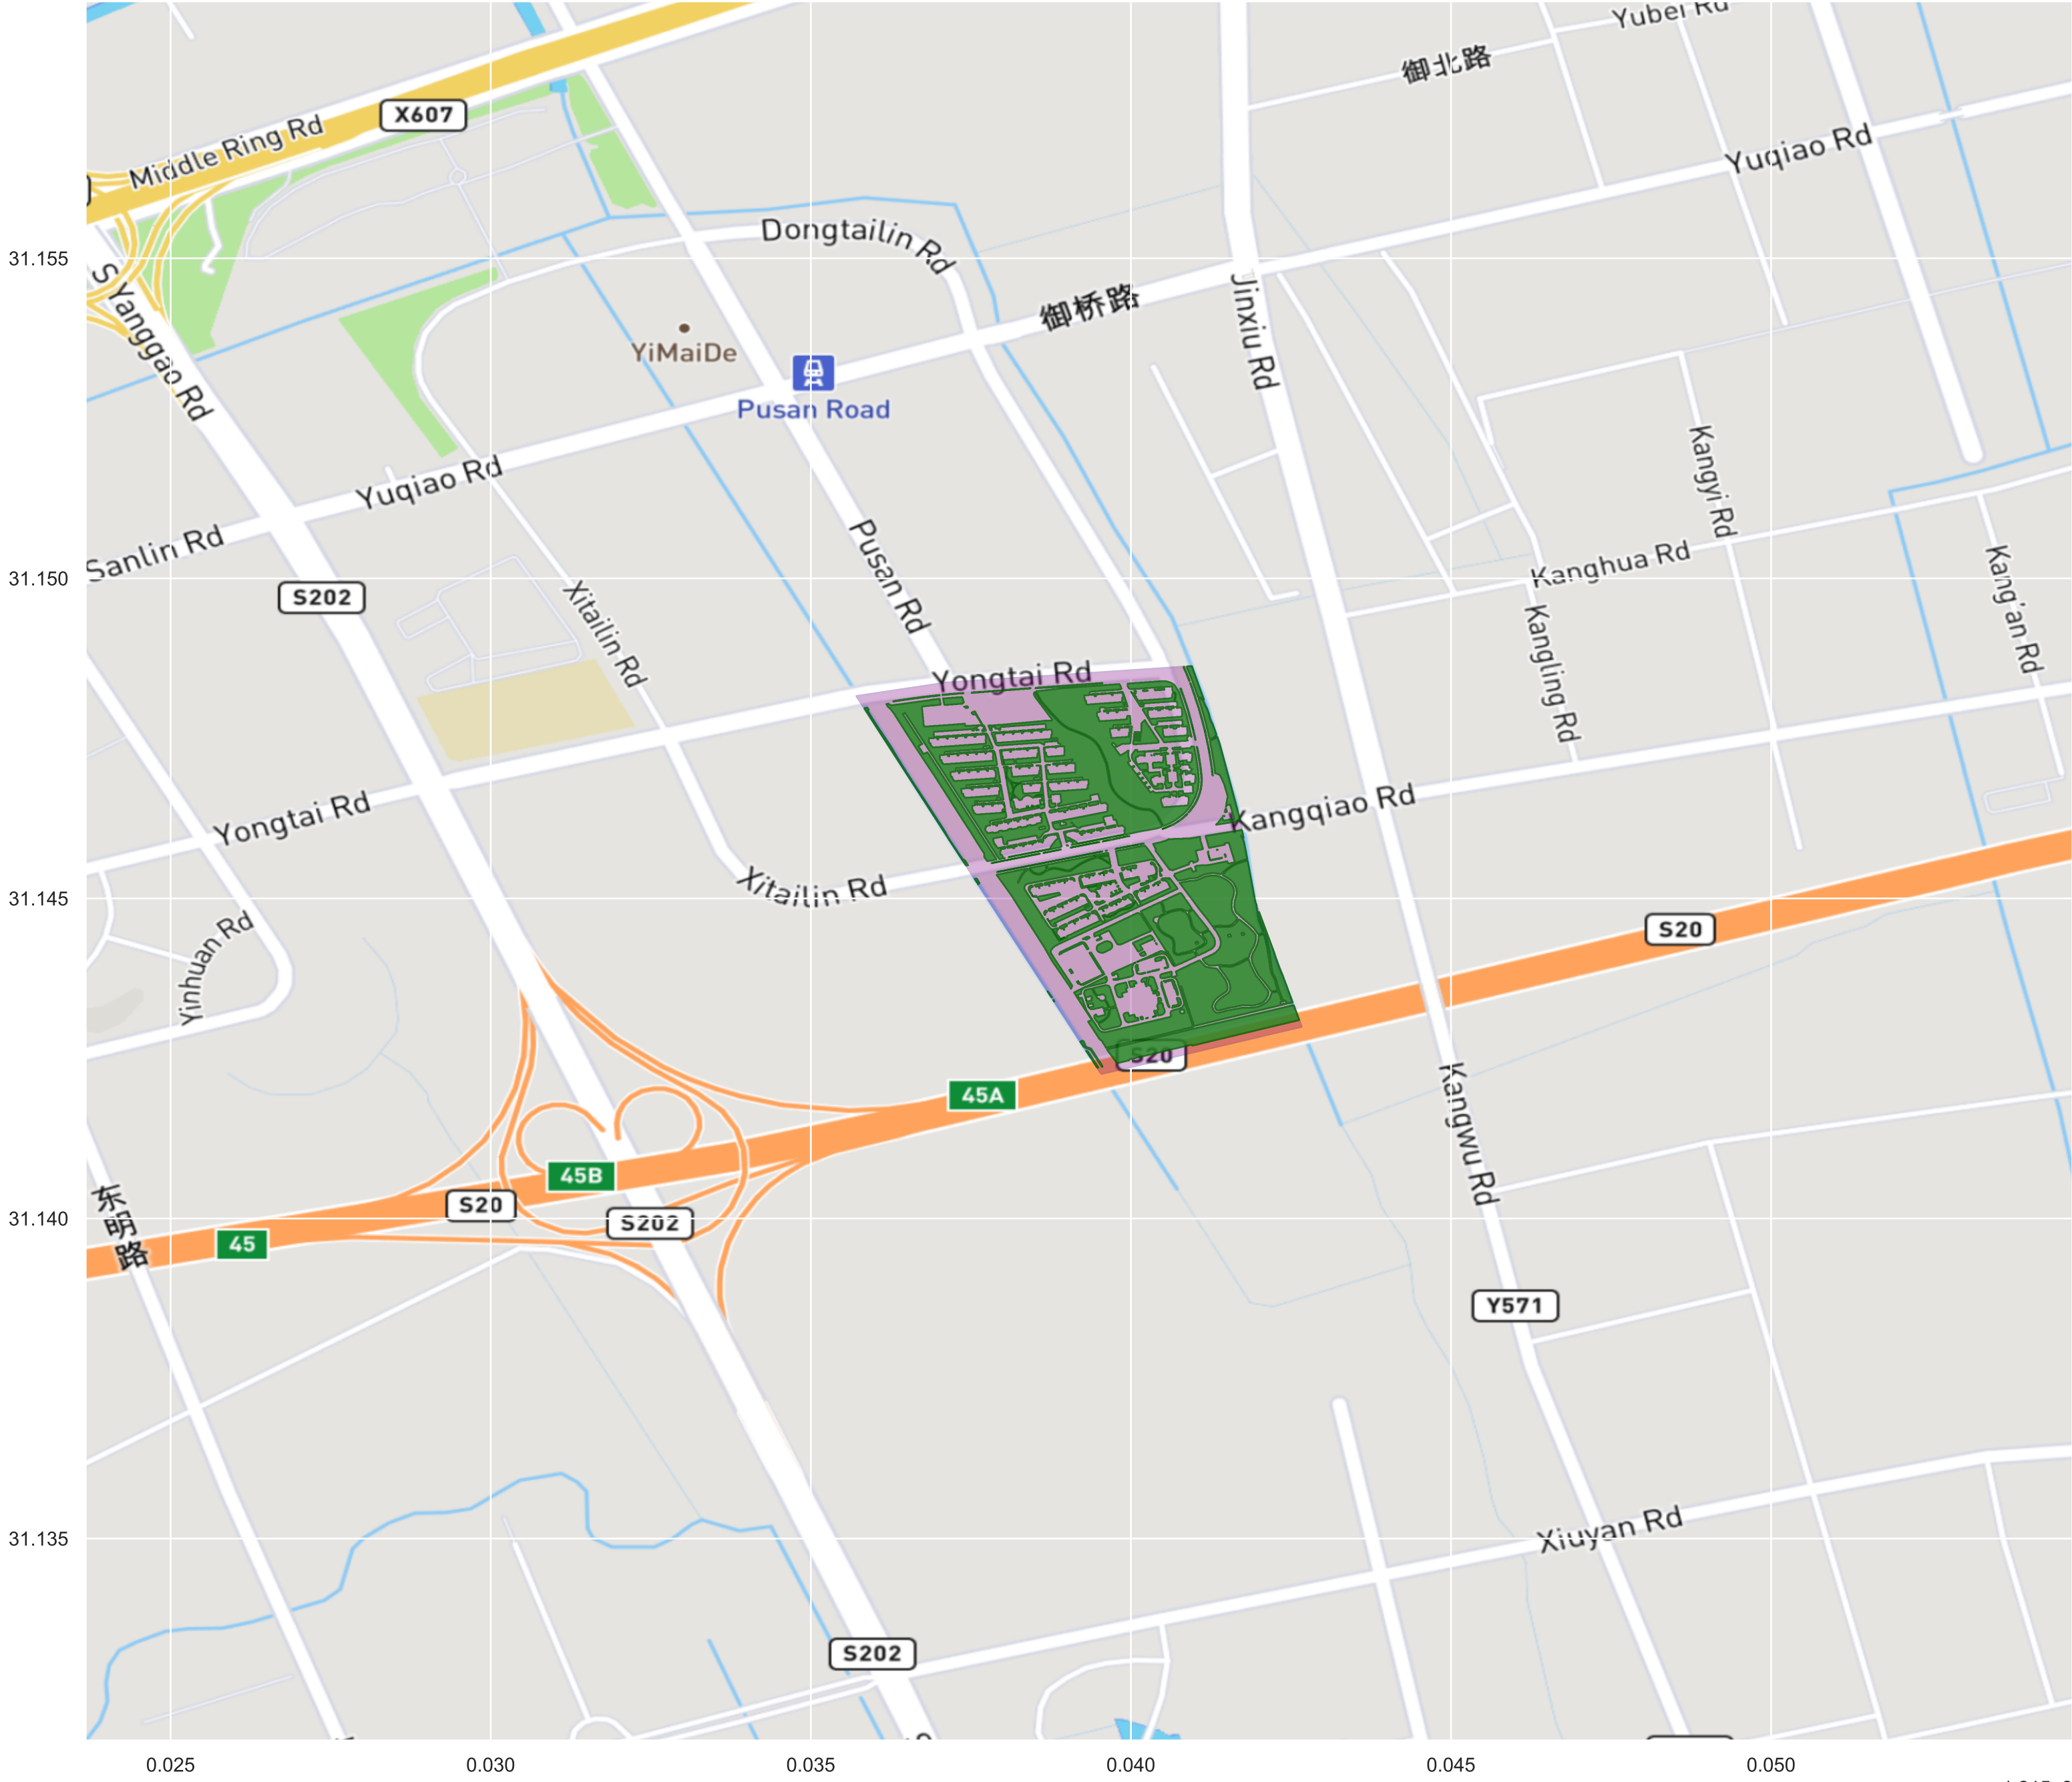 Yubei Rd
御北路
X607
Middle Ring Rd
Yuqiao Rd
Dongtailin Rd
31.155
S Yanggao Rd
御桥路
Jinxiu Rd
YiMaiDe
Pusan Road
Yuqiao Rd
Kangyi Rd
Sanlin Rd
Pusan Rd
Kanghua Rd
31.150
S202
Xitailin Rd
Kangling Rd
Kang'an Rd
Yongtai Rd
Yongtai Rd
Kangqiao Rd
Xitailin Rd
31.145
Yinhuan Rd
S20
S20
45A
Kangwu Rd
45B
S20
S202
31.140
45
东明路
Y571
Xiuyan Rd
31.135
S202
0.025
0.030
0.035
0.040
0.045
0.050